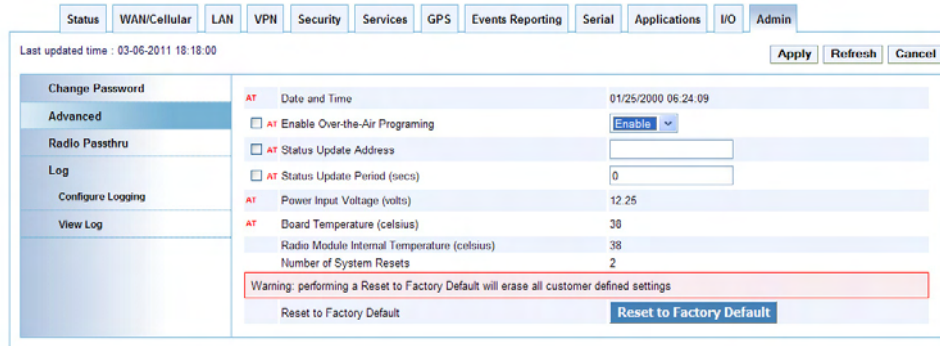 Status WAN/Cellular LAN VPN Security Services GPS Events Reporting Serial Applications I/O Admin
Last updated time : 03-06-2011 18:18:00
Apply Refresh Cancel
Change Password
Advanced
Radio Passthru
Log
Configure Logging
View Log
AT Date and Time 01/25/2000 06:24:09
AT Enable Over-the-Air Programing Enable
AT Status Update Address
AT Status Update Period (secs) 0
AT Power Input Voltage (volts) 12.25
AT Board Temperature (celsius) 38
Radio Module Internal Temperature (celsius) 38
Number of System Resets 2
Warning: performing a Reset to Factory Default will erase all customer defined settings
Reset to Factory Default Reset to Factory Default